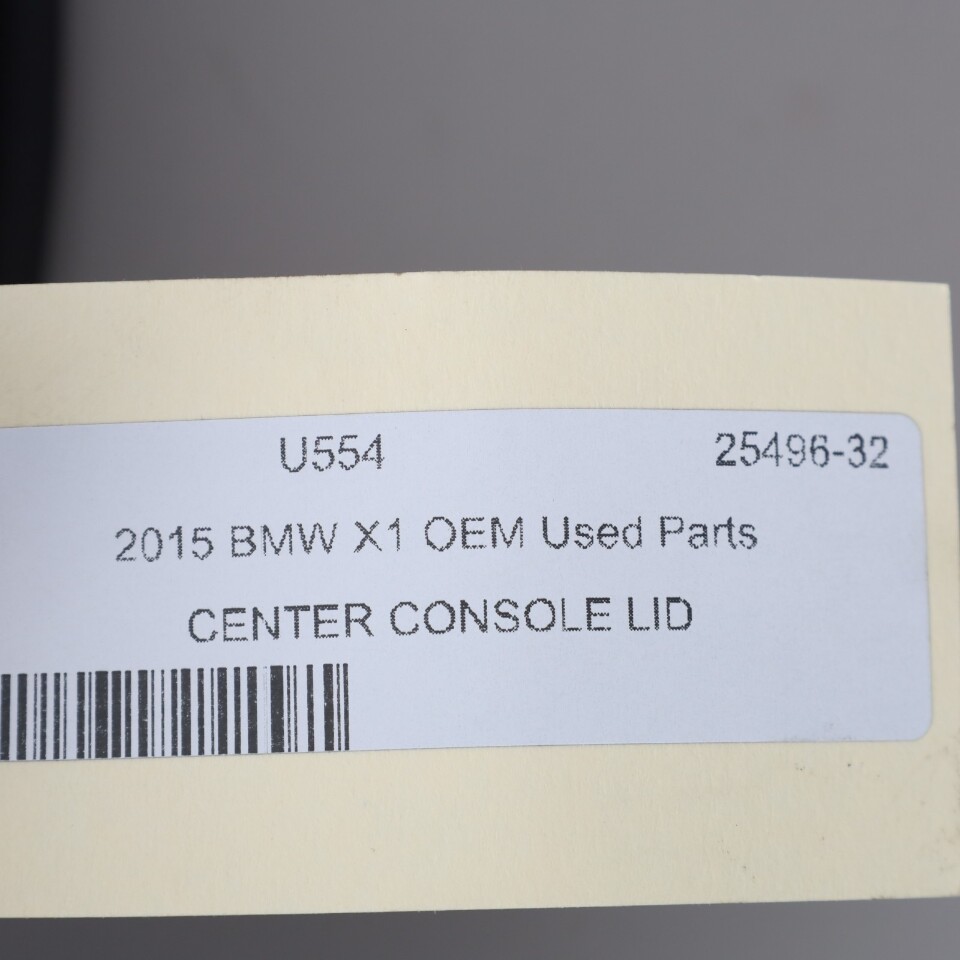 U554 25496-32
2015 BMW X1 OEM Used Parts
CENTER CONSOLE LID